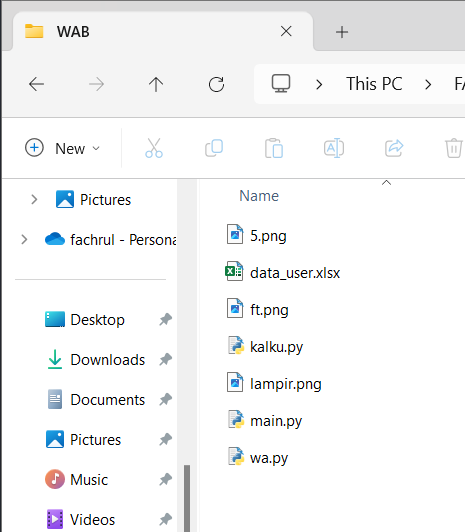 WAB
This PC
FA
New
Name
Pictures
fachrul - Persona
Desktop
Downloads
Documents
Pictures
Music
Videos
5.png
data_user.xlsx
ft.png
kalku.py
lampir.png
main.py
wa.py